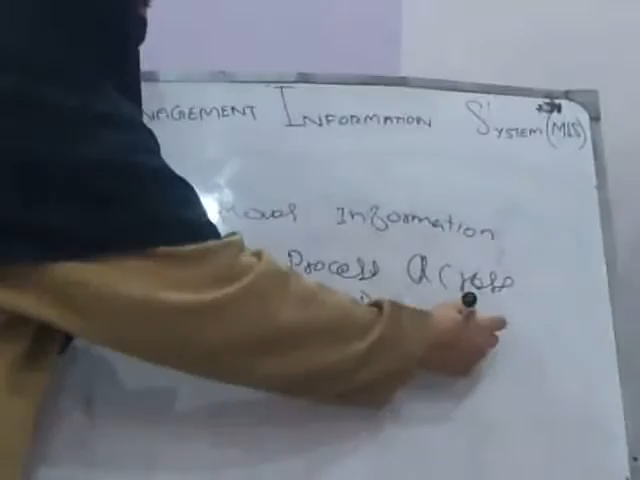 NAGEMENT INFORMATION SYSTEM (MIS)
Information
Process Across